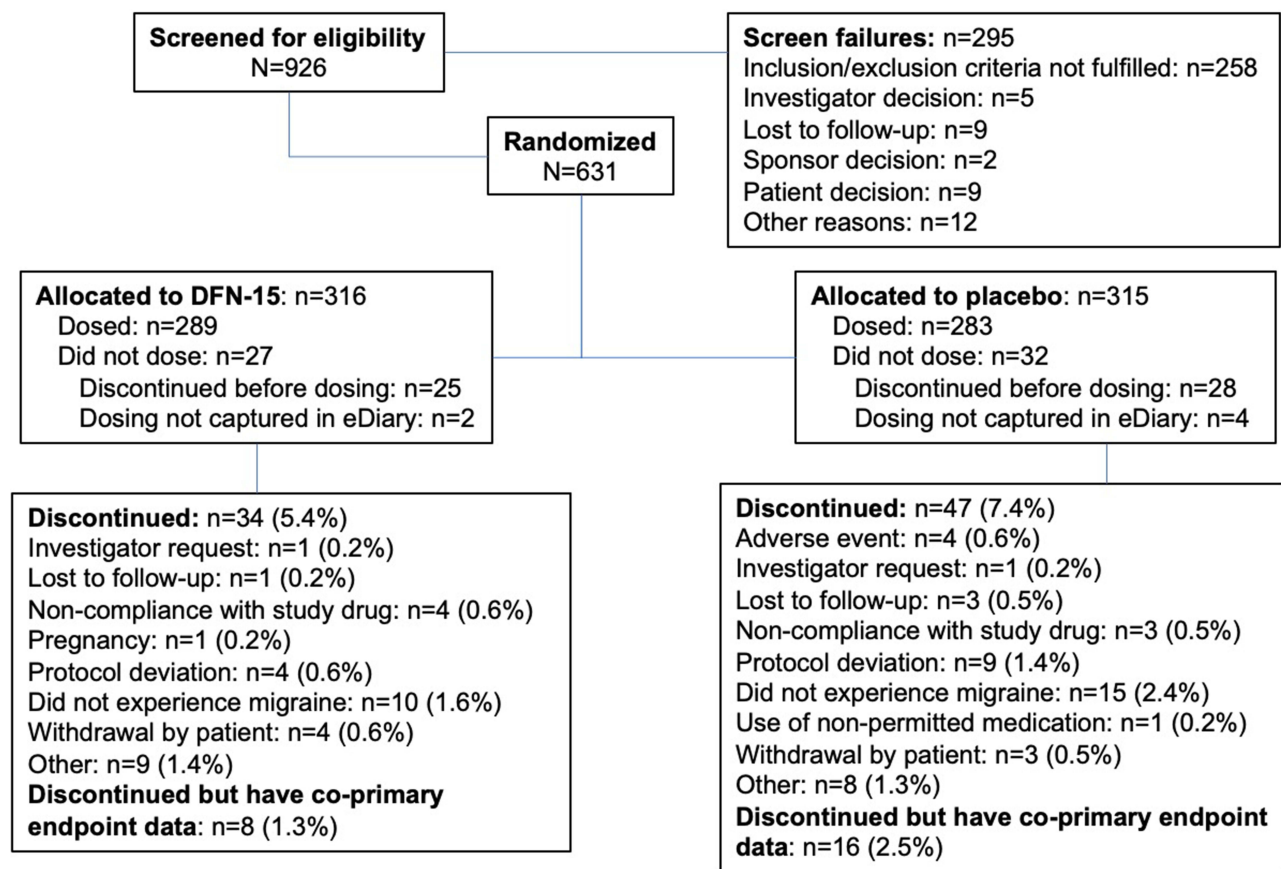 Screened for eligibility
N=926
Screen failures: n=295
Inclusion/exclusion criteria not fulfilled: n=258
Investigator decision: n=5
Lost to follow-up: n=9
Sponsor decision: n=2
Patient decision: n=9
Other reasons: n=12
Randomized
N=631
Allocated to DFN-15: n=316
Dosed: n=289
Did not dose: n=27
Discontinued before dosing: n=25
Dosing not captured in eDiary: n=2
Allocated to placebo: n=315
Dosed: n=283
Did not dose: n=32
Discontinued before dosing: n=28
Dosing not captured in eDiary: n=4
Discontinued: n=34 (5.4%)
Investigator request: n=1 (0.2%)
Lost to follow-up: n=1 (0.2%)
Non-compliance with study drug: n=4 (0.6%)
Pregnancy: n=1 (0.2%)
Protocol deviation: n=4 (0.6%)
Did not experience migraine: n=10 (1.6%)
Withdrawal by patient: n=4 (0.6%)
Other: n=9 (1.4%)
Discontinued but have co-primary
endpoint data: n=8 (1.3%)
Discontinued: n=47 (7.4%)
Adverse event: n=4 (0.6%)
Investigator request: n=1 (0.2%)
Lost to follow-up: n=3 (0.5%)
Non-compliance with study drug: n=3 (0.5%)
Protocol deviation: n=9 (1.4%)
Did not experience migraine: n=15 (2.4%)
Use of non-permitted medication: n=1 (0.2%)
Withdrawal by patient: n=3 (0.5%)
Other: n=8 (1.3%)
Discontinued but have co-primary endpoint
data: n=16 (2.5%)